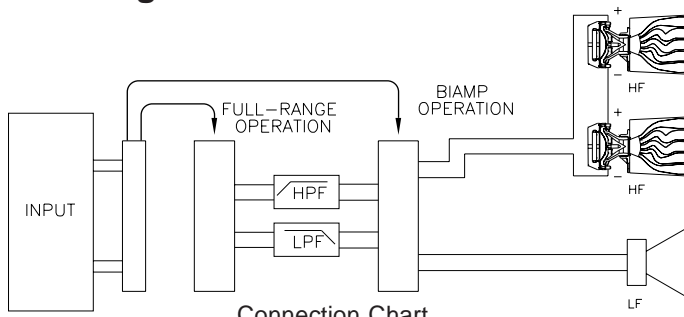 BIAMP
OPERATION
FULL-RANGE
OPERATION
INPUT
HPF
LPF
+
-
HF
+
-
HF
LF
Connection Chart